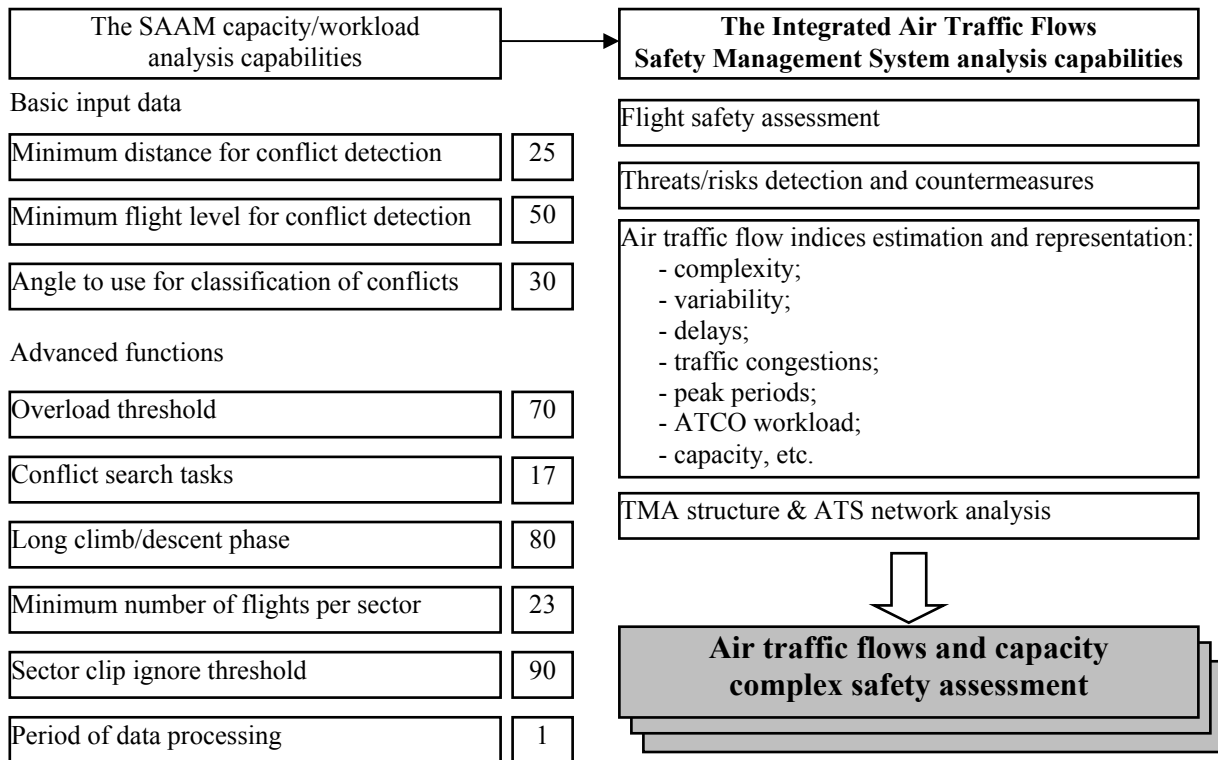 The SAAM capacity/workload
analysis capabilities
Basic input data
Minimum distance for conflict detection 25
Minimum flight level for conflict detection 50
Angle to use for classification of conflicts 30
Advanced functions
Overload threshold 70
Conflict search tasks 17
Long climb/descent phase 80
Minimum number of flights per sector 23
Sector clip ignore threshold 90
Period of data processing 1
The Integrated Air Traffic Flows
Safety Management System analysis capabilities
Flight safety assessment
Threats/risks detection and countermeasures
Air traffic flow indices estimation and representation:
- complexity;
- variability;
- delays;
- traffic congestions;
- peak periods;
- ATCO workload;
- capacity, etc.
TMA structure & ATS network analysis
Air traffic flows and capacity
complex safety assessment